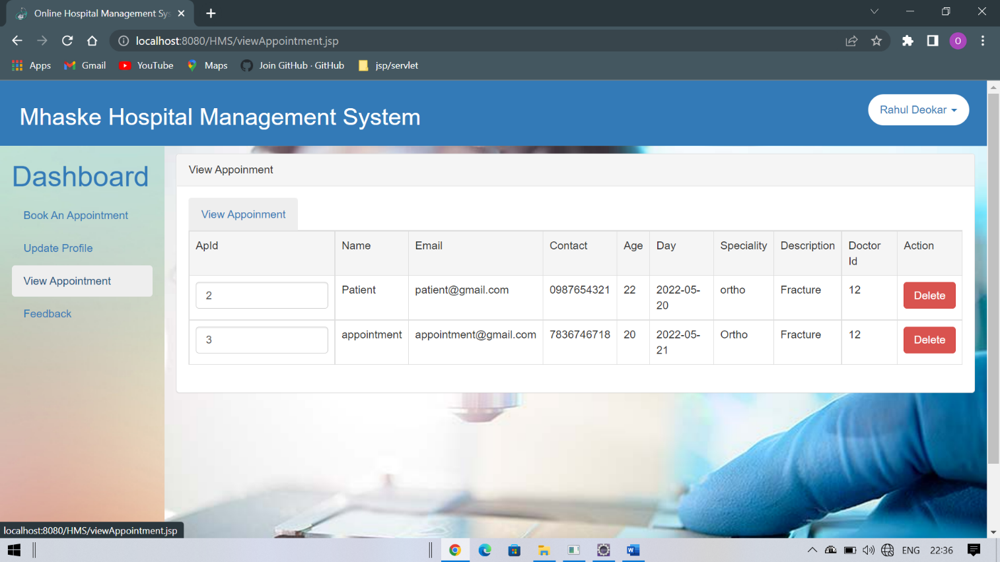 Online Hospital Management Sys
localhost:8080/HMS/viewAppointment.jsp
O
Apps
Gmail
YouTube
Maps
Join GitHub · GitHub
jsp/servlet
Mhaske Hospital Management System
Rahul Deokar
Dashboard
Book An Appointment
Update Profile
View Appointment
Feedback
View Appoinment
View Appoinment
ApId Name Email Contact Age Day Speciality Description Doctor Id Action
2 Patient patient@gmail.com 0987654321 22 2022-05-20 ortho Fracture 12 Delete
3 appointment appointment@gmail.com 7836746718 20 2022-05-21 Ortho Fracture 12 Delete
localhost:8080/HMS/viewAppointment.jsp
W
ENG 22:36